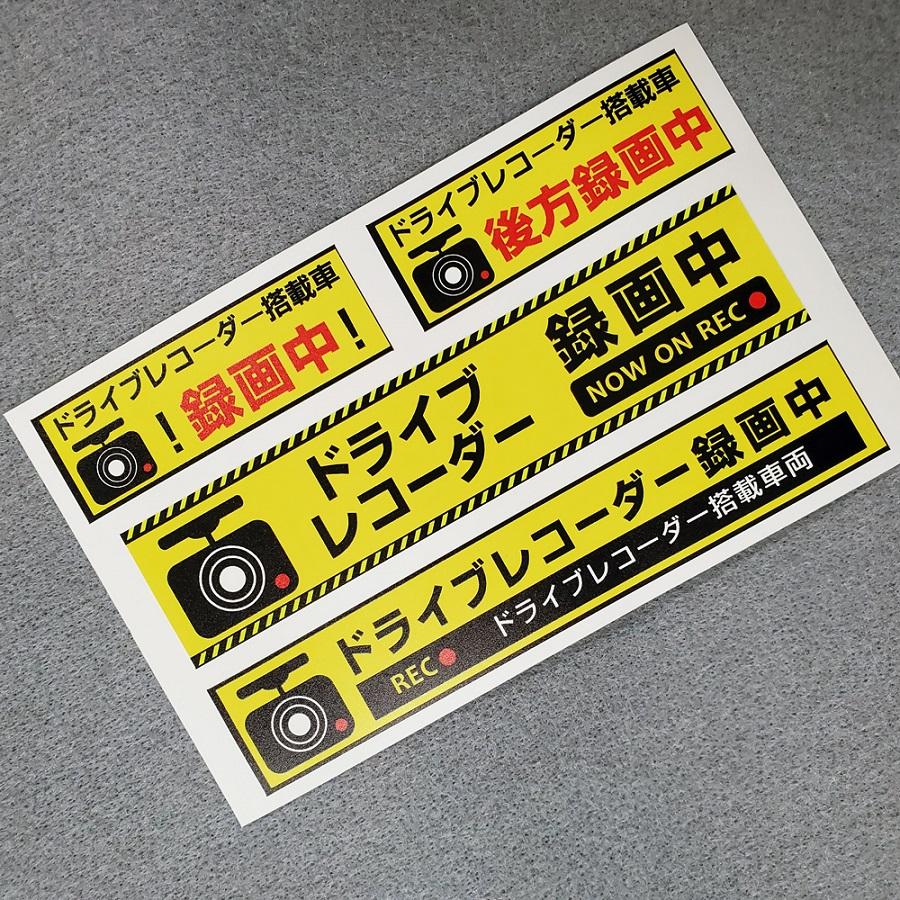 ドライブレコーダー搭載車
後方録画中
ドライブレコーダー搭載車
！録画中！
ドライブ
レコーダー
録画中
NOW ON REC
ドライブレコーダー録画中
REC ドライブレコーダー搭載車両